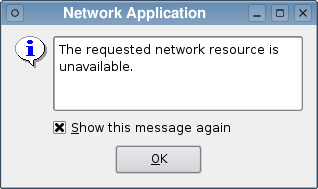 Network Application
The requested network resource is
unavailable.
Show this message again
OK